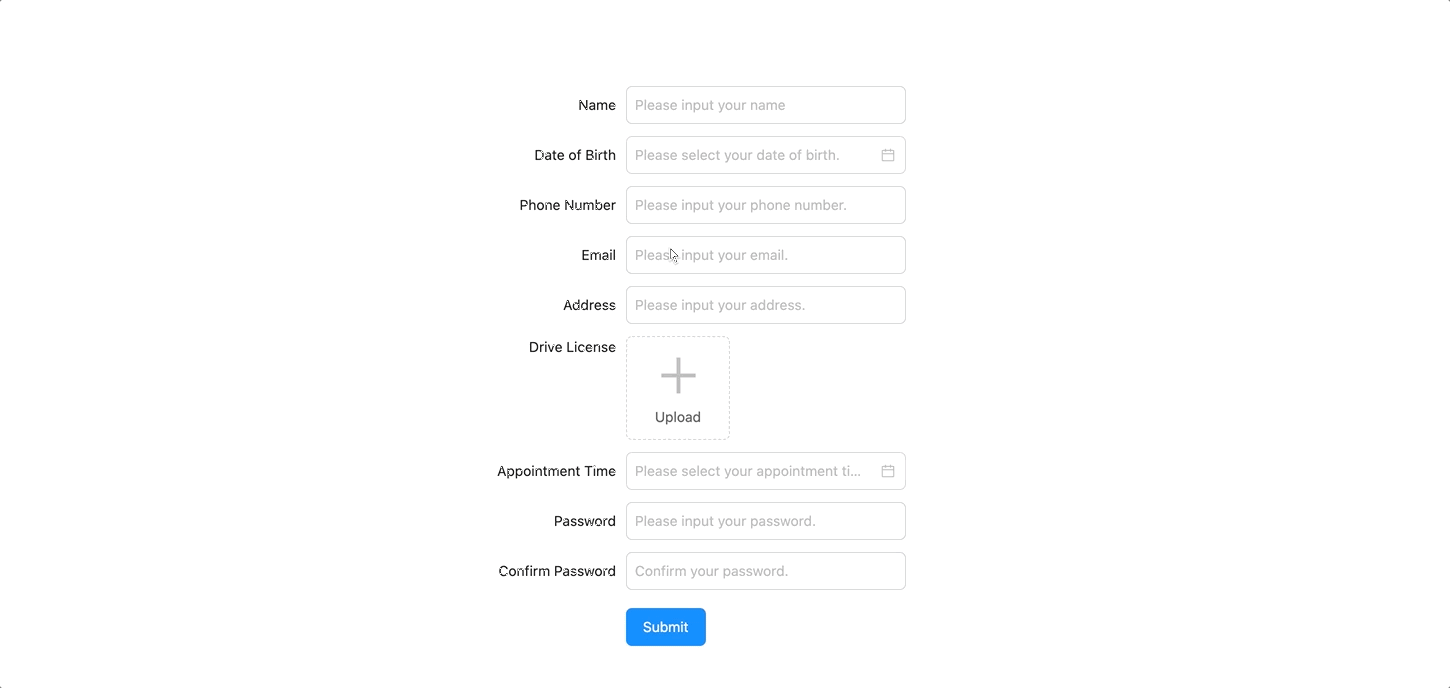 Name Please input your name
Date of Birth Please select your date of birth.
Phone Number Please input your phone number.
Email Please input your email.
Address Please input your address.
Drive License
Upload
Appointment Time Please select your appointment ti...
Password Please input your password.
Confirm Password Confirm your password.
Submit